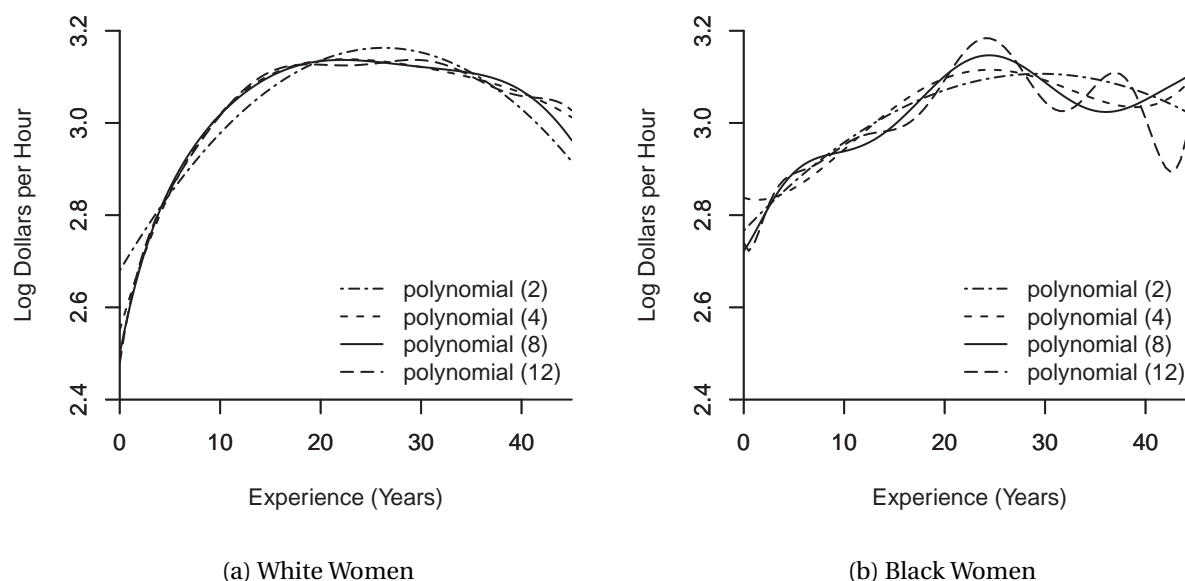 Log Dollars per Hour
3.2
3.0
2.8
2.6
2.4
polynomial (2)
polynomial (4)
polynomial (8)
polynomial (12)
0 10 20 30 40
Experience (Years)
(a) White Women
Log Dollars per Hour
3.2
3.0
2.8
2.6
2.4
polynomial (2)
polynomial (4)
polynomial (8)
polynomial (12)
0 10 20 30 40
Experience (Years)
(b) Black Women